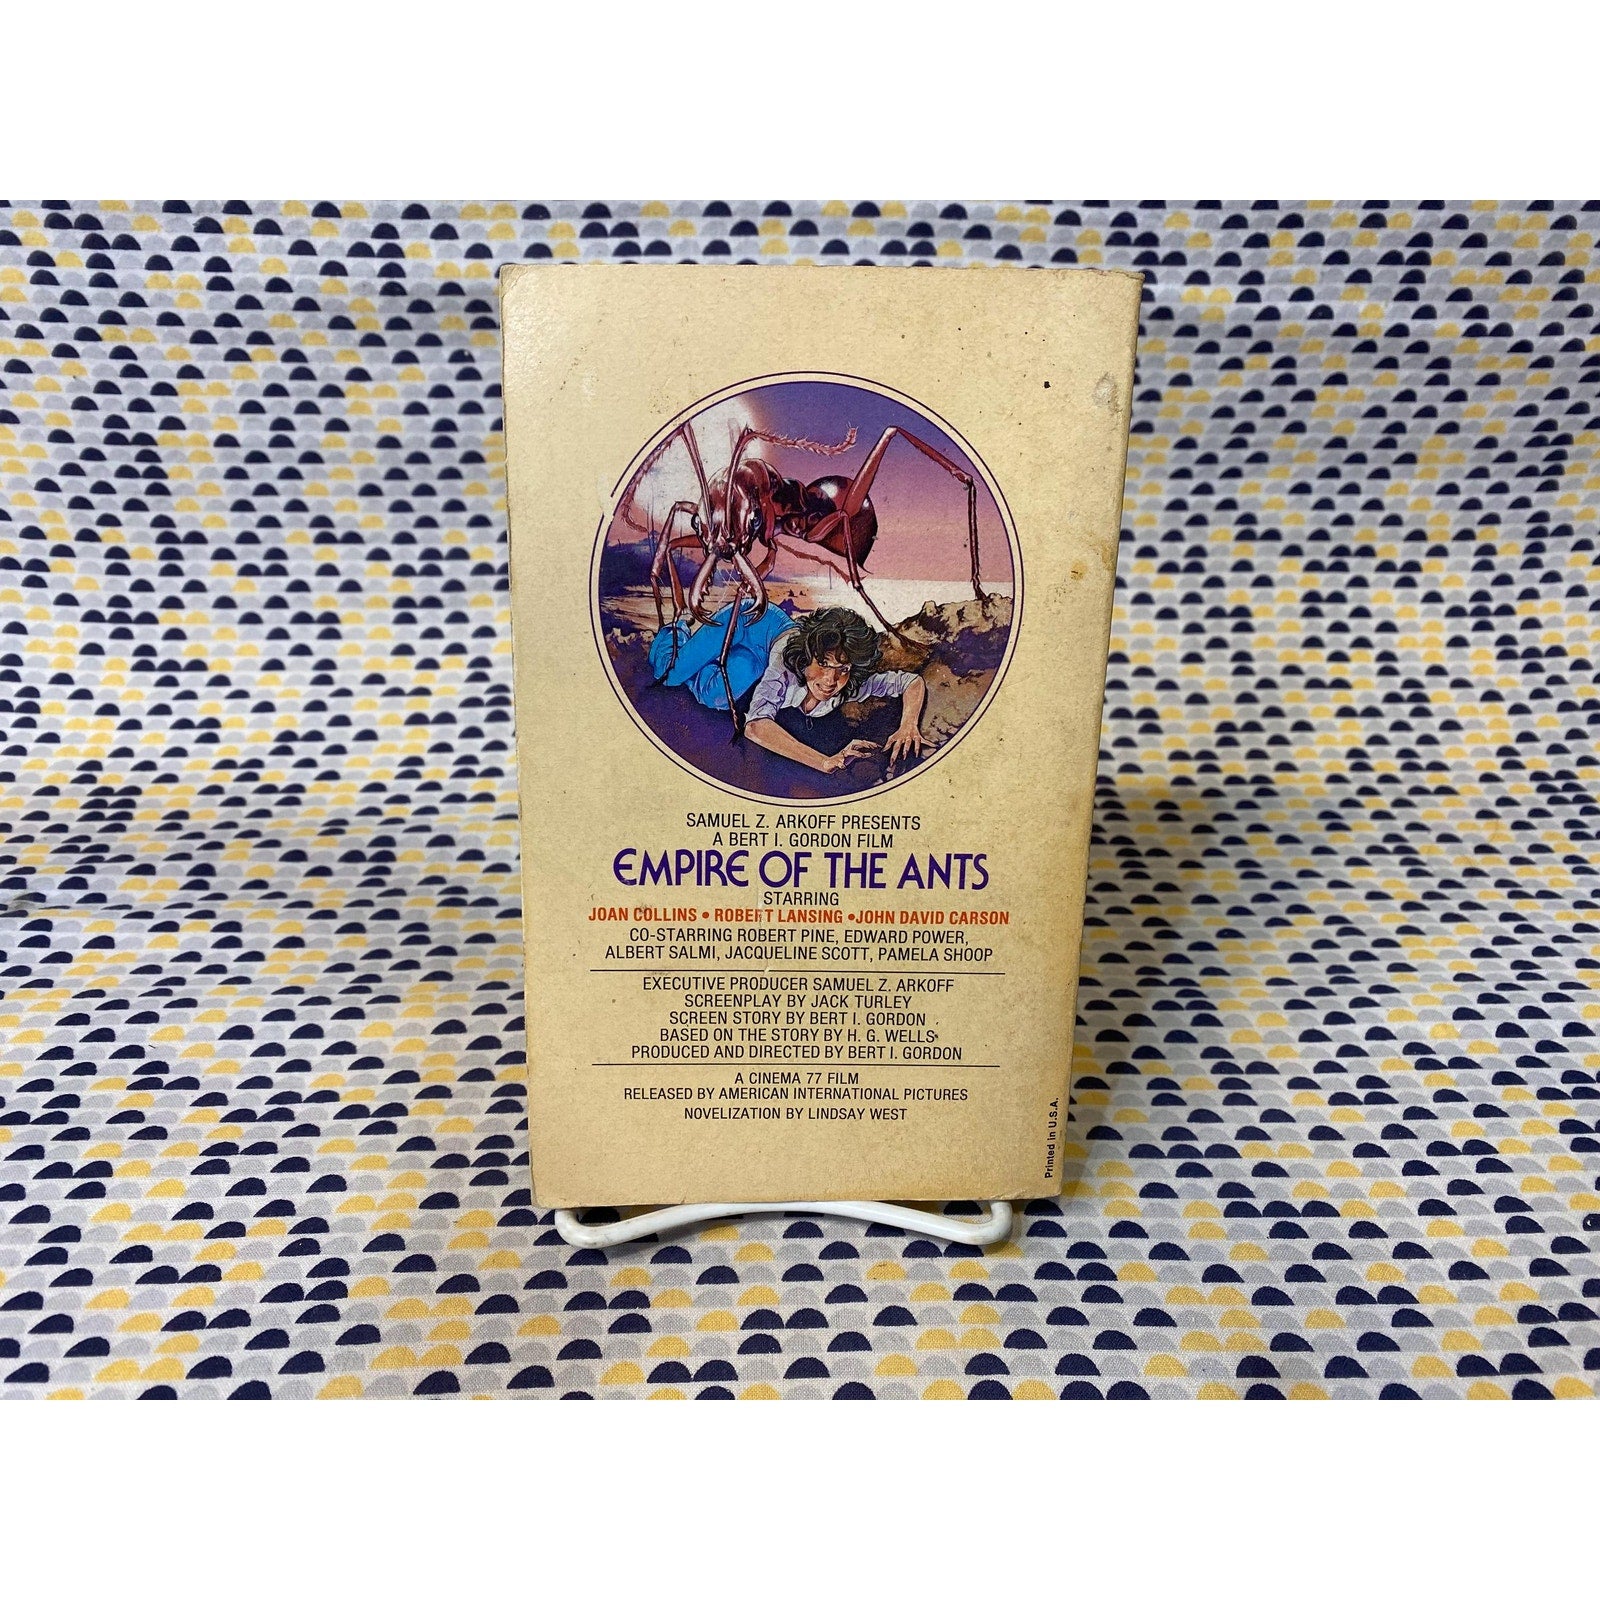 SAMUEL Z. ARKOFF PRESENTS
A BERT I. GORDON FILM
EMPIRE OF THE ANTS
STARRING
JOAN COLLINS • ROBERT LANSING • JOHN DAVID CARSON
CO-STARRING ROBERT PINE, EDWARD POWER,
ALBERT SALMI, JACQUELINE SCOTT, PAMELA SHOOP
EXECUTIVE PRODUCER SAMUEL Z. ARKOFF
SCREENPLAY BY JACK TURLEY
SCREEN STORY BY BERT I. GORDON
BASED ON THE STORY BY H. G. WELLS
PRODUCED AND DIRECTED BY BERT I. GORDON
A CINEMA 77 FILM
RELEASED BY AMERICAN INTERNATIONAL PICTURES
NOVELIZATION BY LINDSAY WEST
Printed in U.S.A.